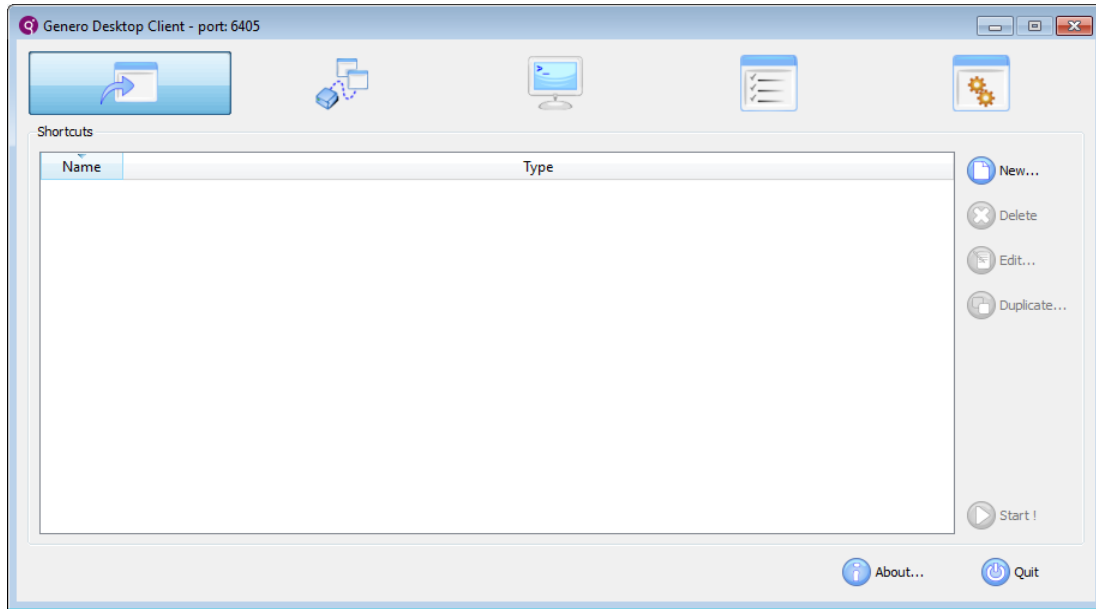 Genero Desktop Client - port: 6405
Shortcuts
Name Type
New...
Delete
Edit...
Duplicate...
Start !
About... Quit